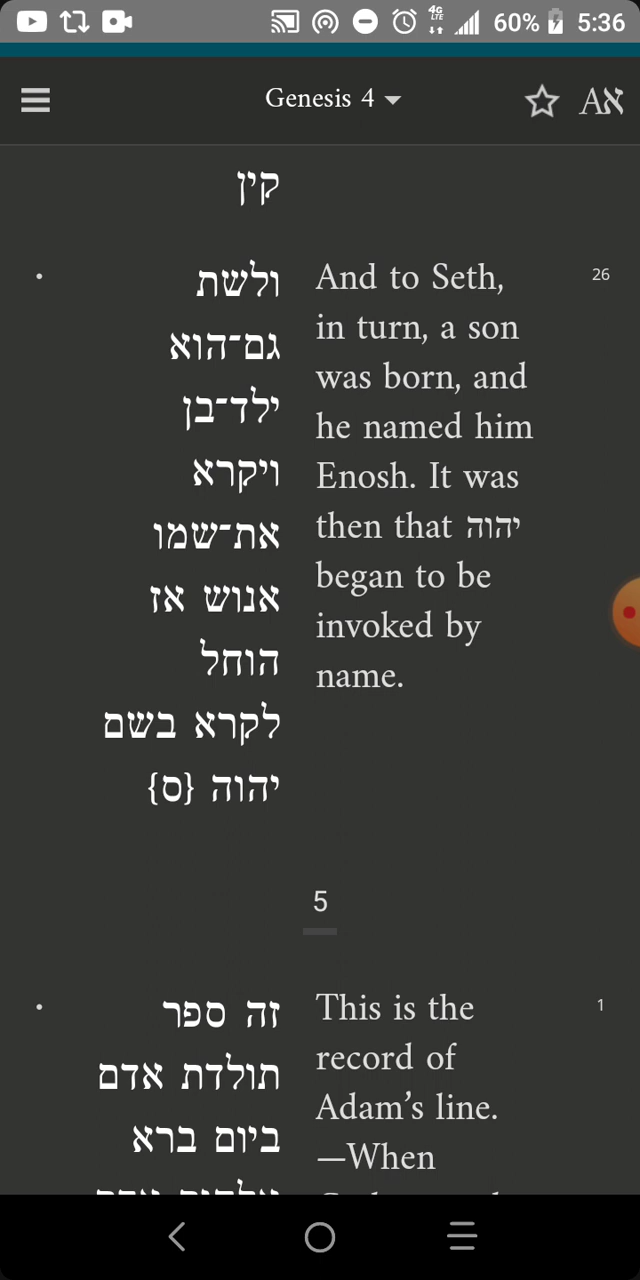 4G
LTE
60%
5:36
Genesis 4
Aא
קין
26
ולשת
גם־הוא
ילד־בן
ויקרא
את־שמו
אנוש אז
הוחל
לקרא בשם
יהוה {ס}
And to Seth,
in turn, a son
was born, and
he named him
Enosh. It was
then that יהוה
began to be
invoked by
name.
5
1
זה ספר
תולדת אדם
ביום ברא
This is the
record of
Adam’s line.
—When